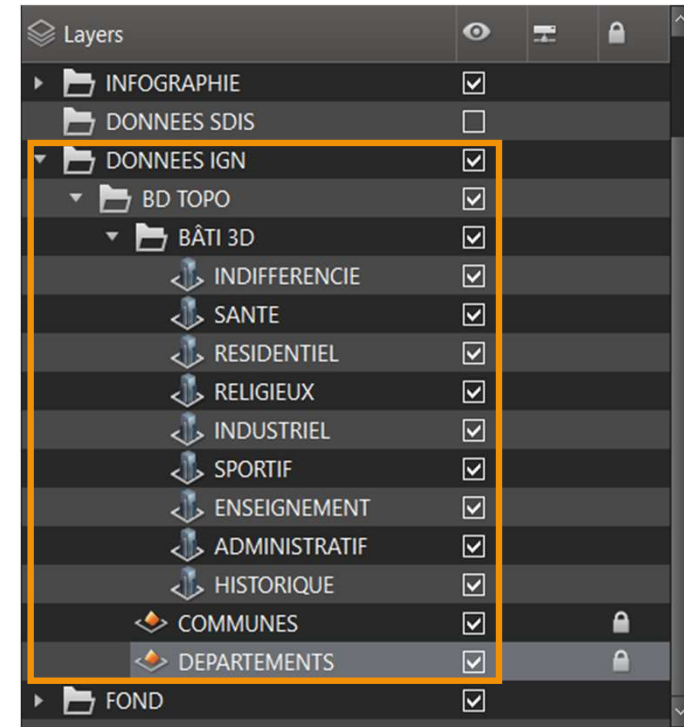 Layers
INFOGRAPHIE
DONNEES SDIS
DONNEES IGN
BD TOPO
BÂTI 3D
INDIFFERENCIE
SANTE
RESIDENTIEL
RELIGIEUX
INDUSTRIEL
SPORTIF
ENSEIGNEMENT
ADMINISTRATIF
HISTORIQUE
COMMUNES
DEPARTEMENTS
FOND